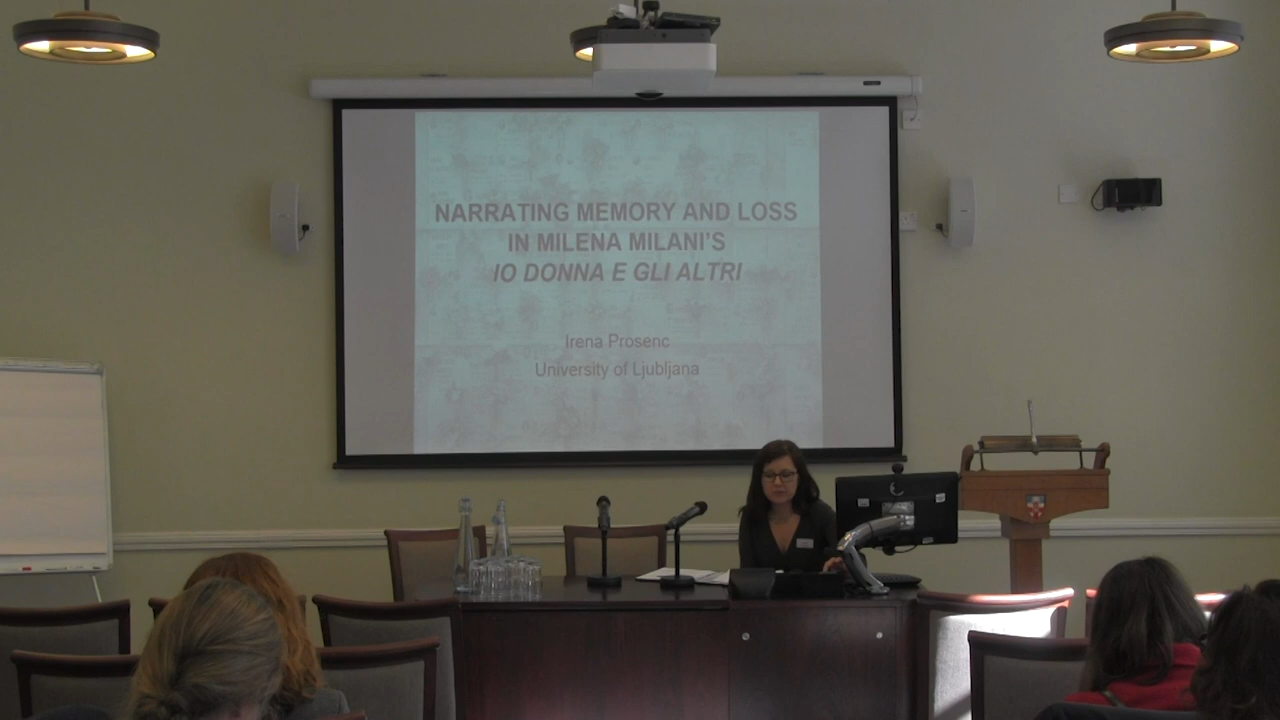 NARRATING MEMORY AND LOSS
IN MILENA MILANI'S
IO DONNA E GLI ALTRI
Irena Prosenc
University of Ljubljana